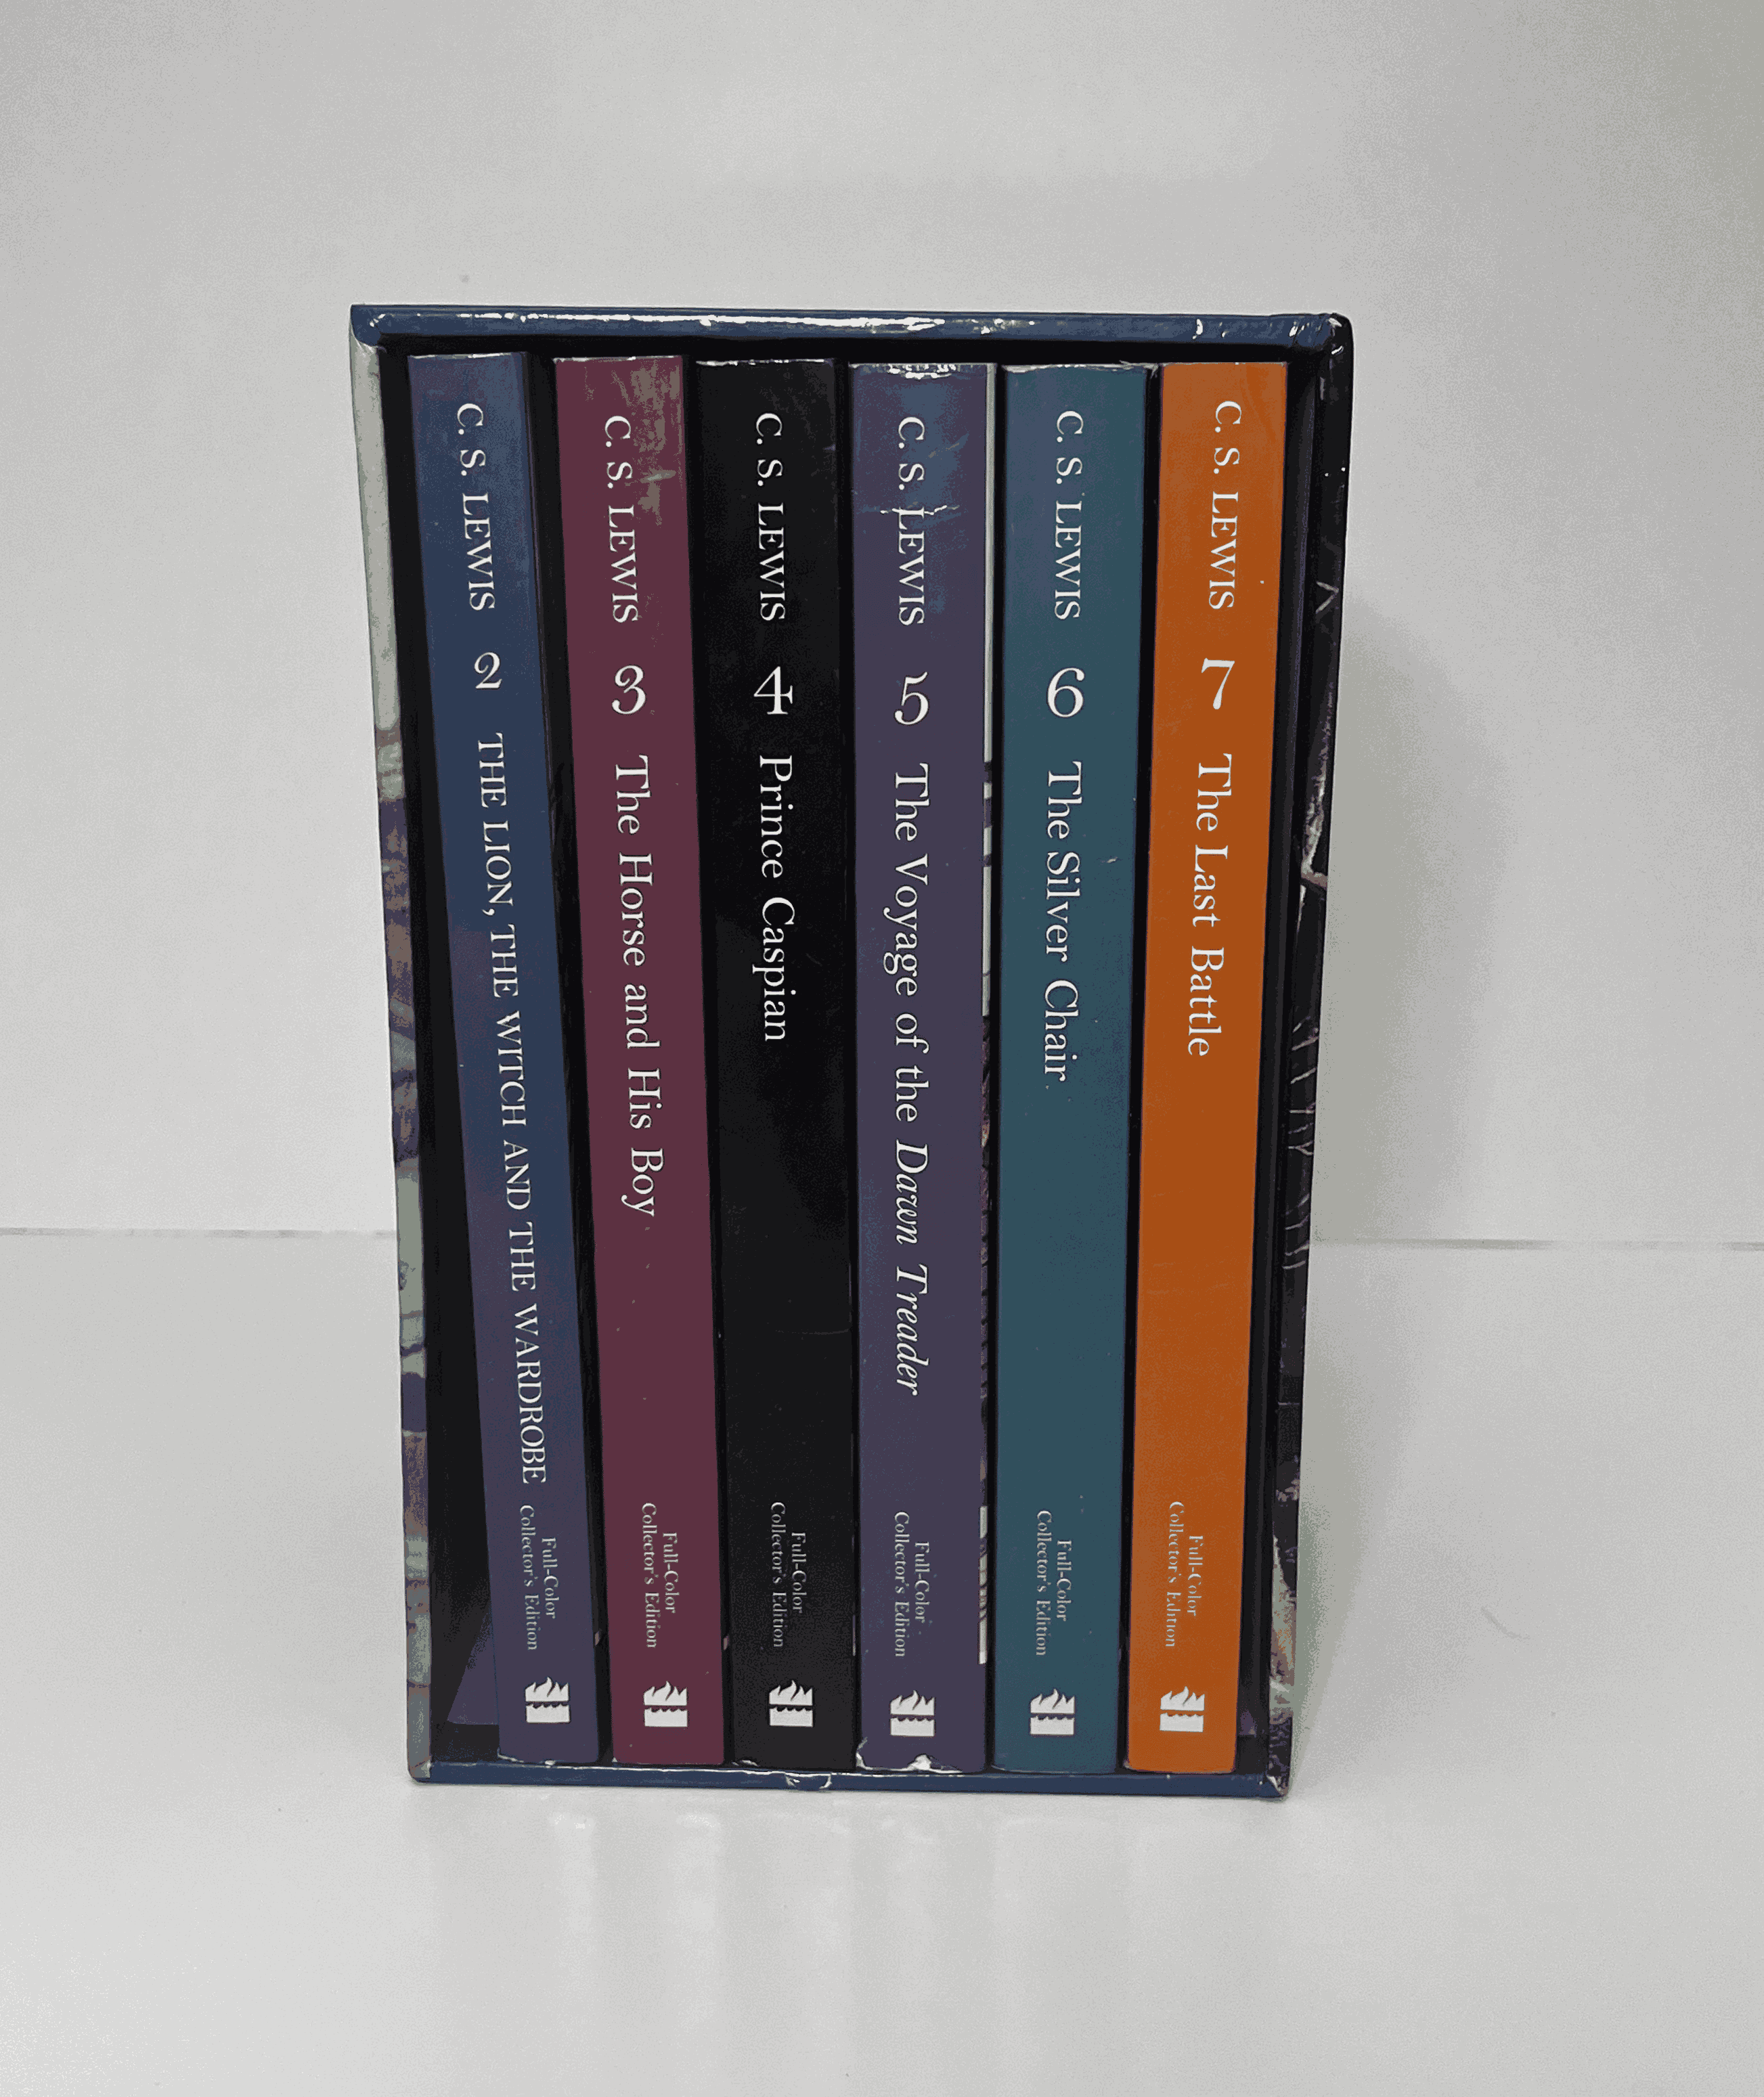 C. S. LEWIS 2 THE LION, THE WITCH AND THE WARDROBE
Full-Color
Collector's Edition
C. S. LEWIS 3 The Horse and His Boy
Full-Color
Collector's Edition
C. S. LEWIS 4 Prince Caspian
Full-Color
Collector's Edition
C. S. LEWIS 5 The Voyage of the Dawn Treader
Full-Color
Collector's Edition
C. S. LEWIS 6 The Silver Chair
Full-Color
Collector's Edition
C. S. LEWIS 7 The Last Battle
Full-Color
Collector's Edition